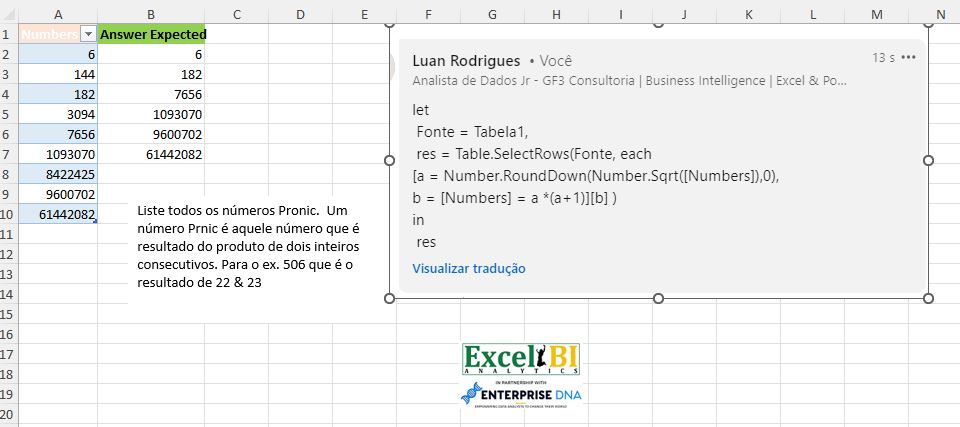 A B C D E F G H I J K L M N
1 Numbers Answer Expected
2 6 6
3 144 182
4 182 7656
5 3094 1093070
6 7656 9600702
7 1093070 61442082
8 8422425
9 9600702
10 61442082
11
12
13
14
15
16
17
18
19
20
Liste todos os números Pronic. Um
número Prnic é aquele número que é
resultado do produto de dois inteiros
consecutivos. Para o ex. 506 que é o
resultado de 22 & 23
Luan Rodrigues • Você 13 s •••
Analista de Dados Jr - GF3 Consultoria | Business Intelligence | Excel & Po...
let
Fonte = Tabela1,
res = Table.SelectRows(Fonte, each
[a = Number.RoundDown(Number.Sqrt([Numbers]),0),
b = [Numbers] = a *(a+1)][b] )
in
res
Visualizar tradução
Excel BI
ANALYTICS
IN PARTNERSHIP WITH
ENTERPRISE DNA
EMPOWERING DATA ANALYSTS TO CHANGE THEIR WORLD